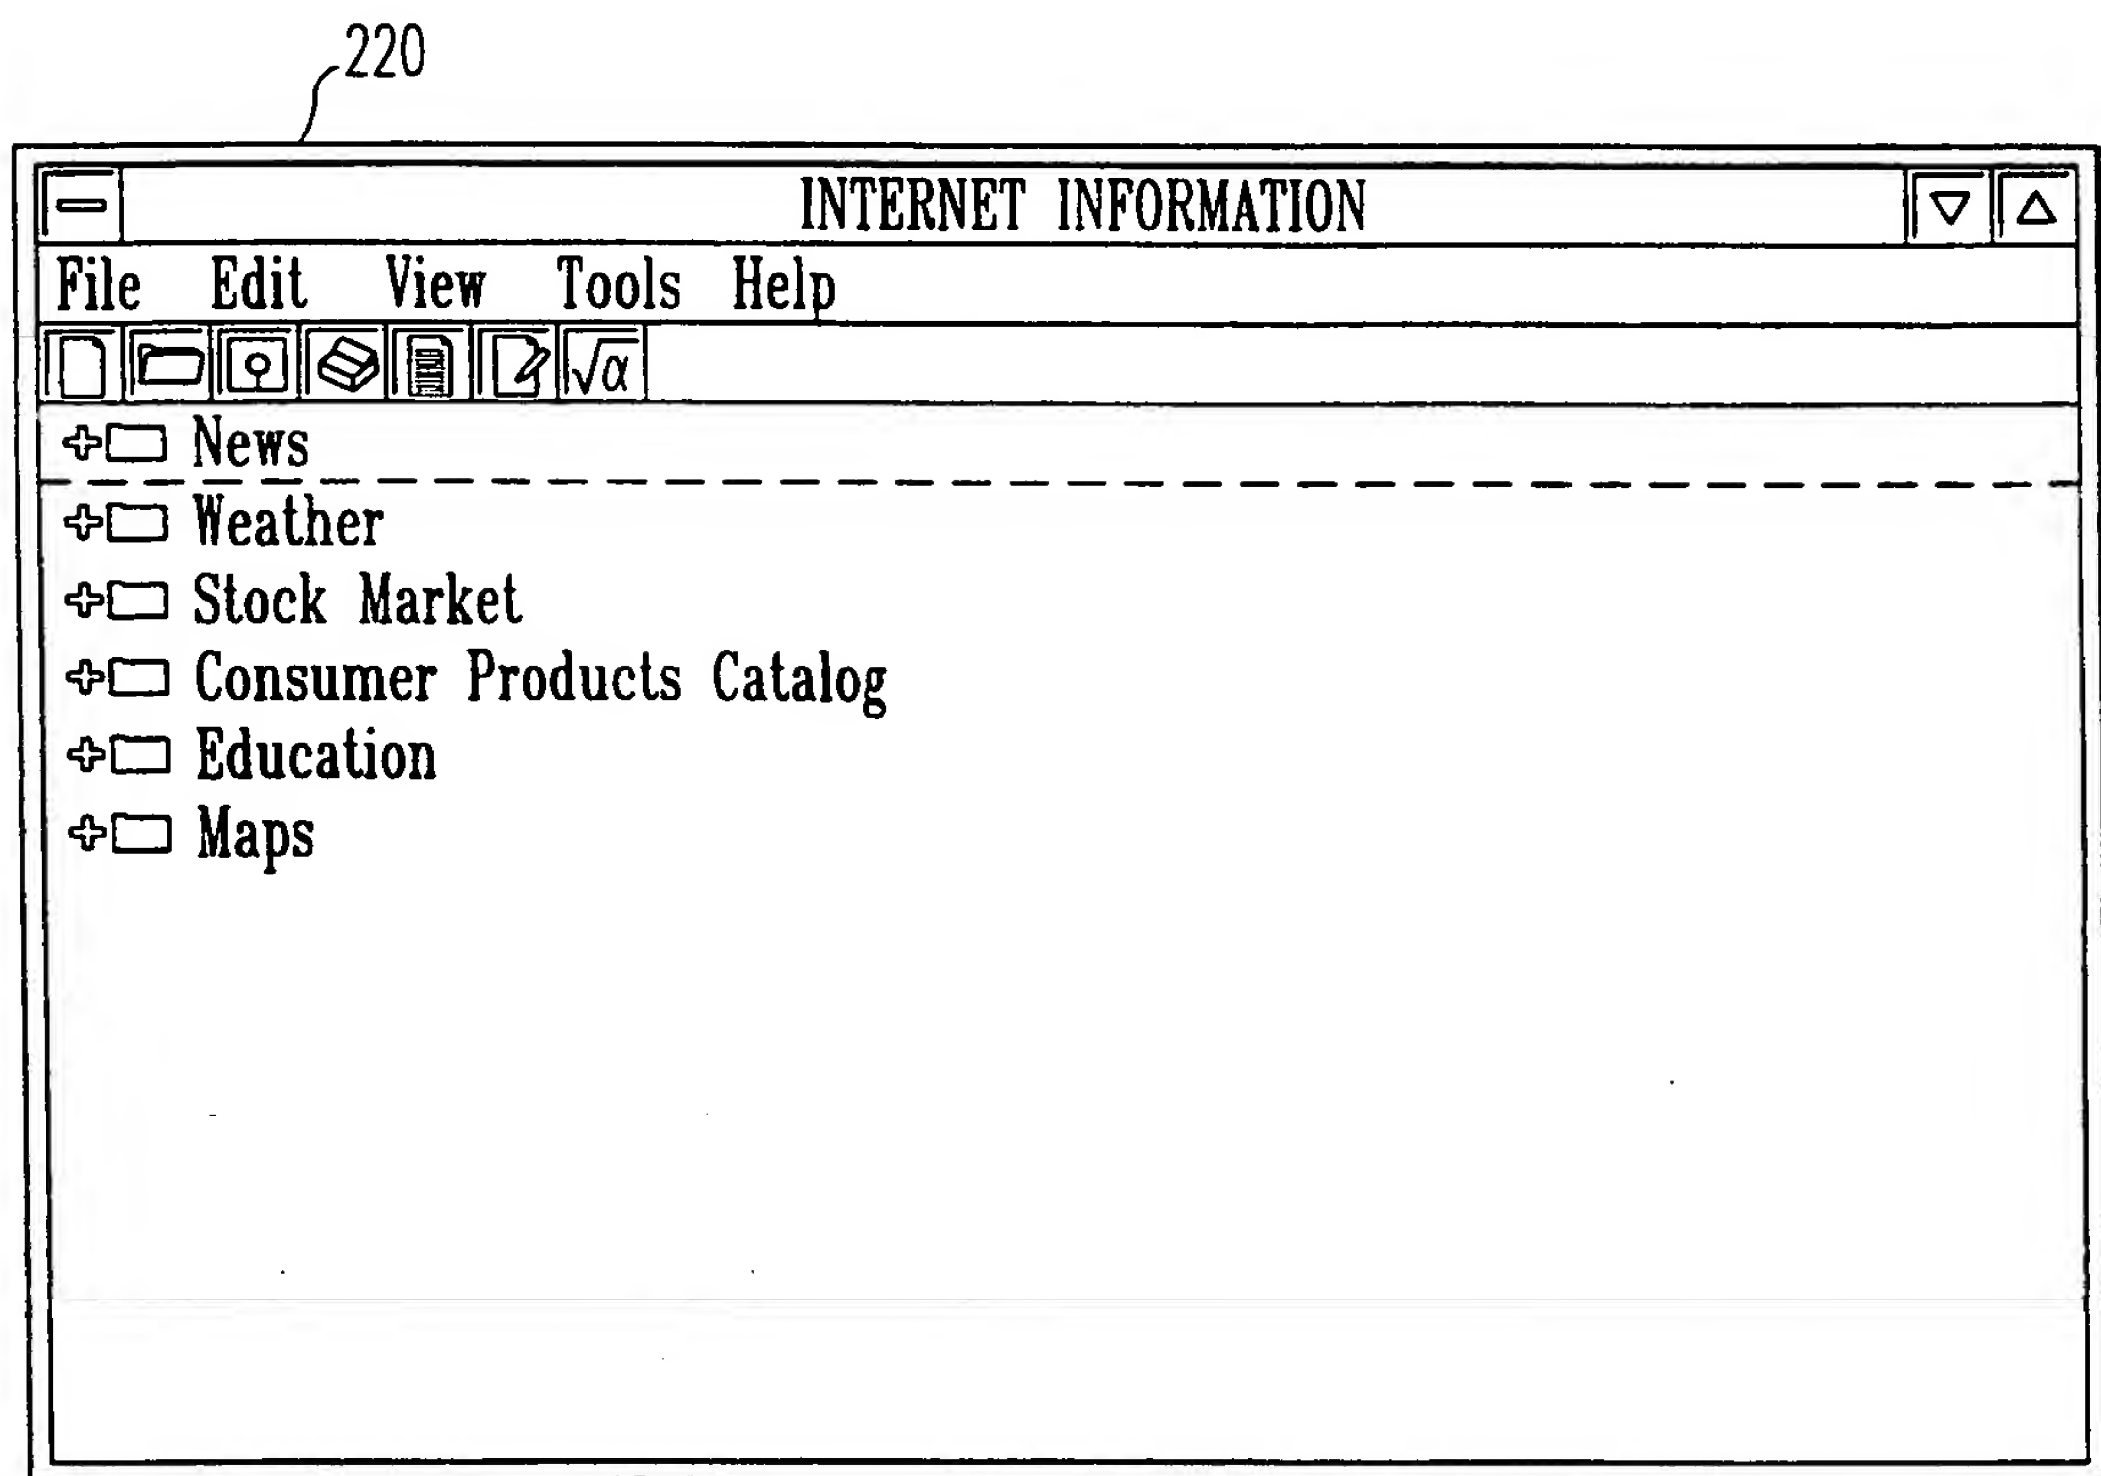 220
INTERNET INFORMATION
File Edit View Tools Help
√α
News
Weather
Stock Market
Consumer Products Catalog
Education
Maps